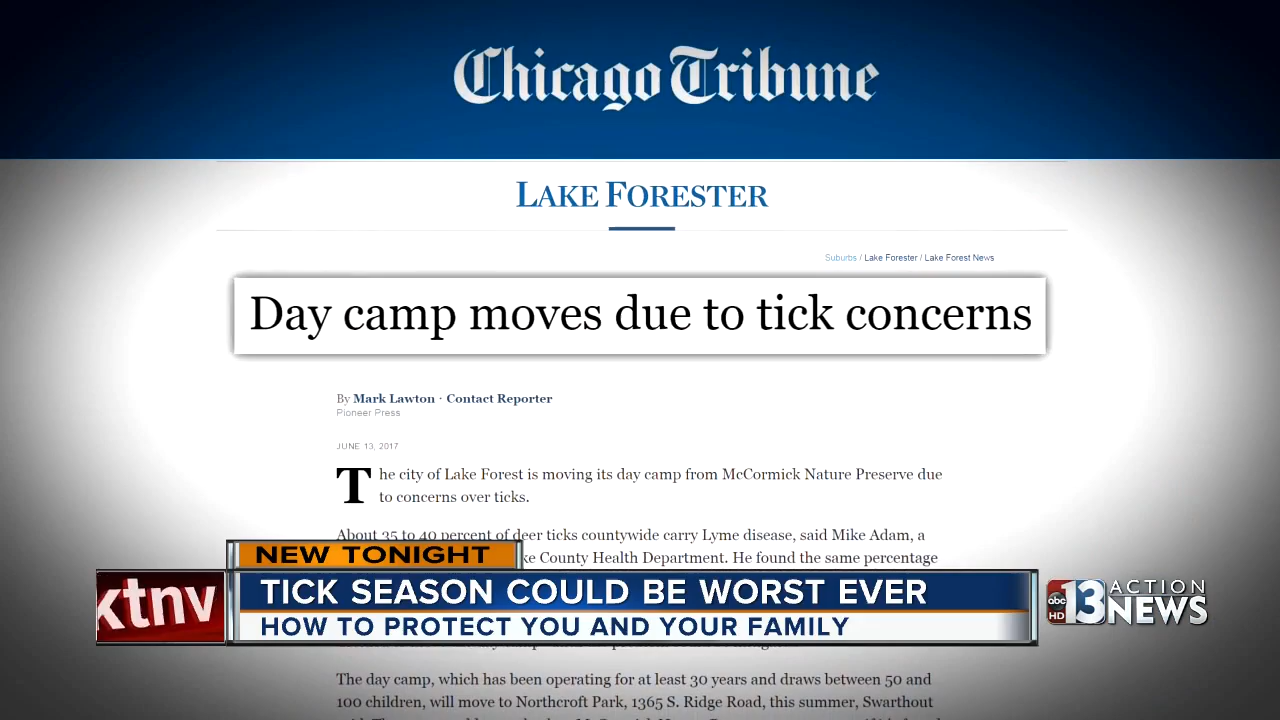 Chicago Tribune
LAKE FORESTER
Suburbs / Lake Forester / Lake Forest News
Day camp moves due to tick concerns
By Mark Lawton · Contact Reporter
Pioneer Press
JUNE 13, 2017
The city of Lake Forest is moving its day camp from McCormick Nature Preserve due
to concerns over ticks.
About 35 to 40 percent of deer ticks countywide carry Lyme disease, said Mike Adam, a
County Health Department. He found the same percentage
NEW TONIGHT
TICK SEASON COULD BE WORST EVER
HOW TO PROTECT YOU AND YOUR FAMILY
ktnv
abc HD 13 ACTION NEWS
The day camp, which has been operating for at least 30 years and draws between 50 and
100 children, will move to Northcroft Park, 1365 S. Ridge Road, this summer, Swarthout